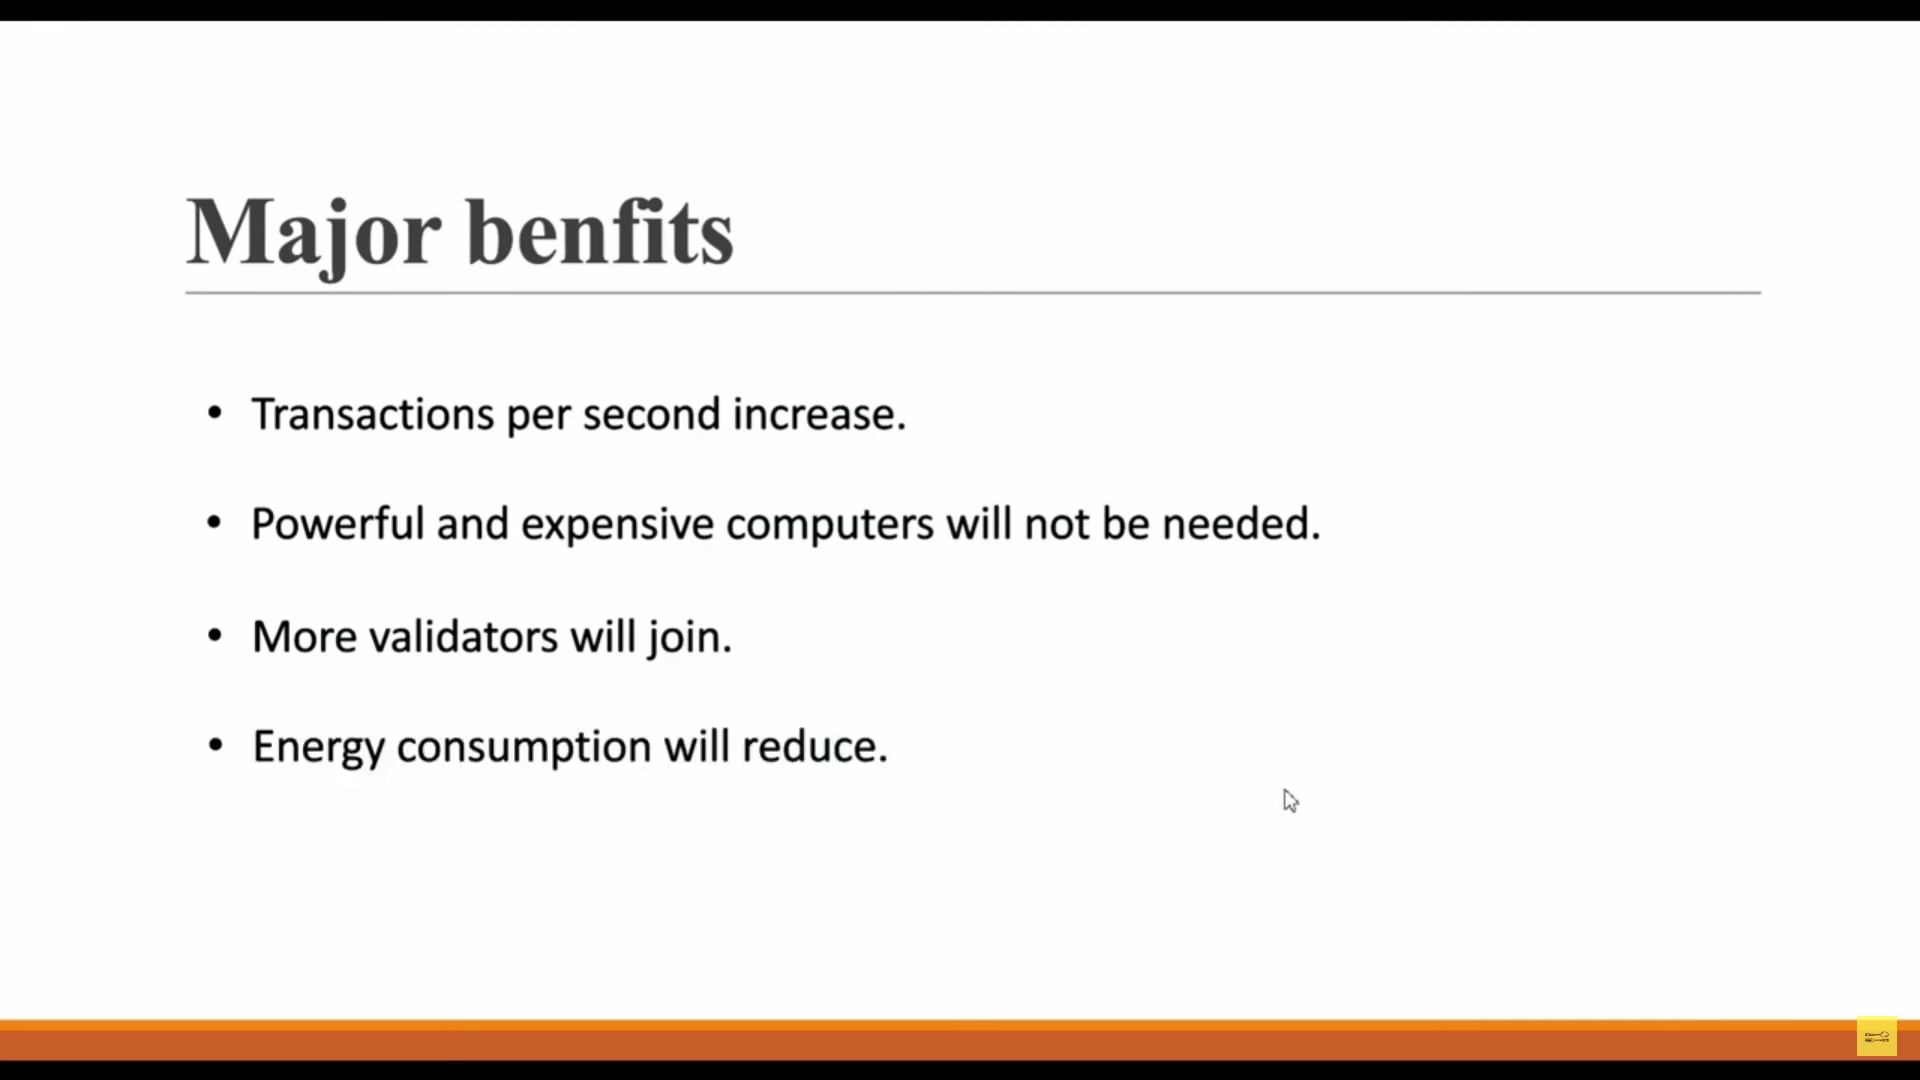 Major benfits
• Transactions per second increase.
• Powerful and expensive computers will not be needed.
• More validators will join.
• Energy consumption will reduce.